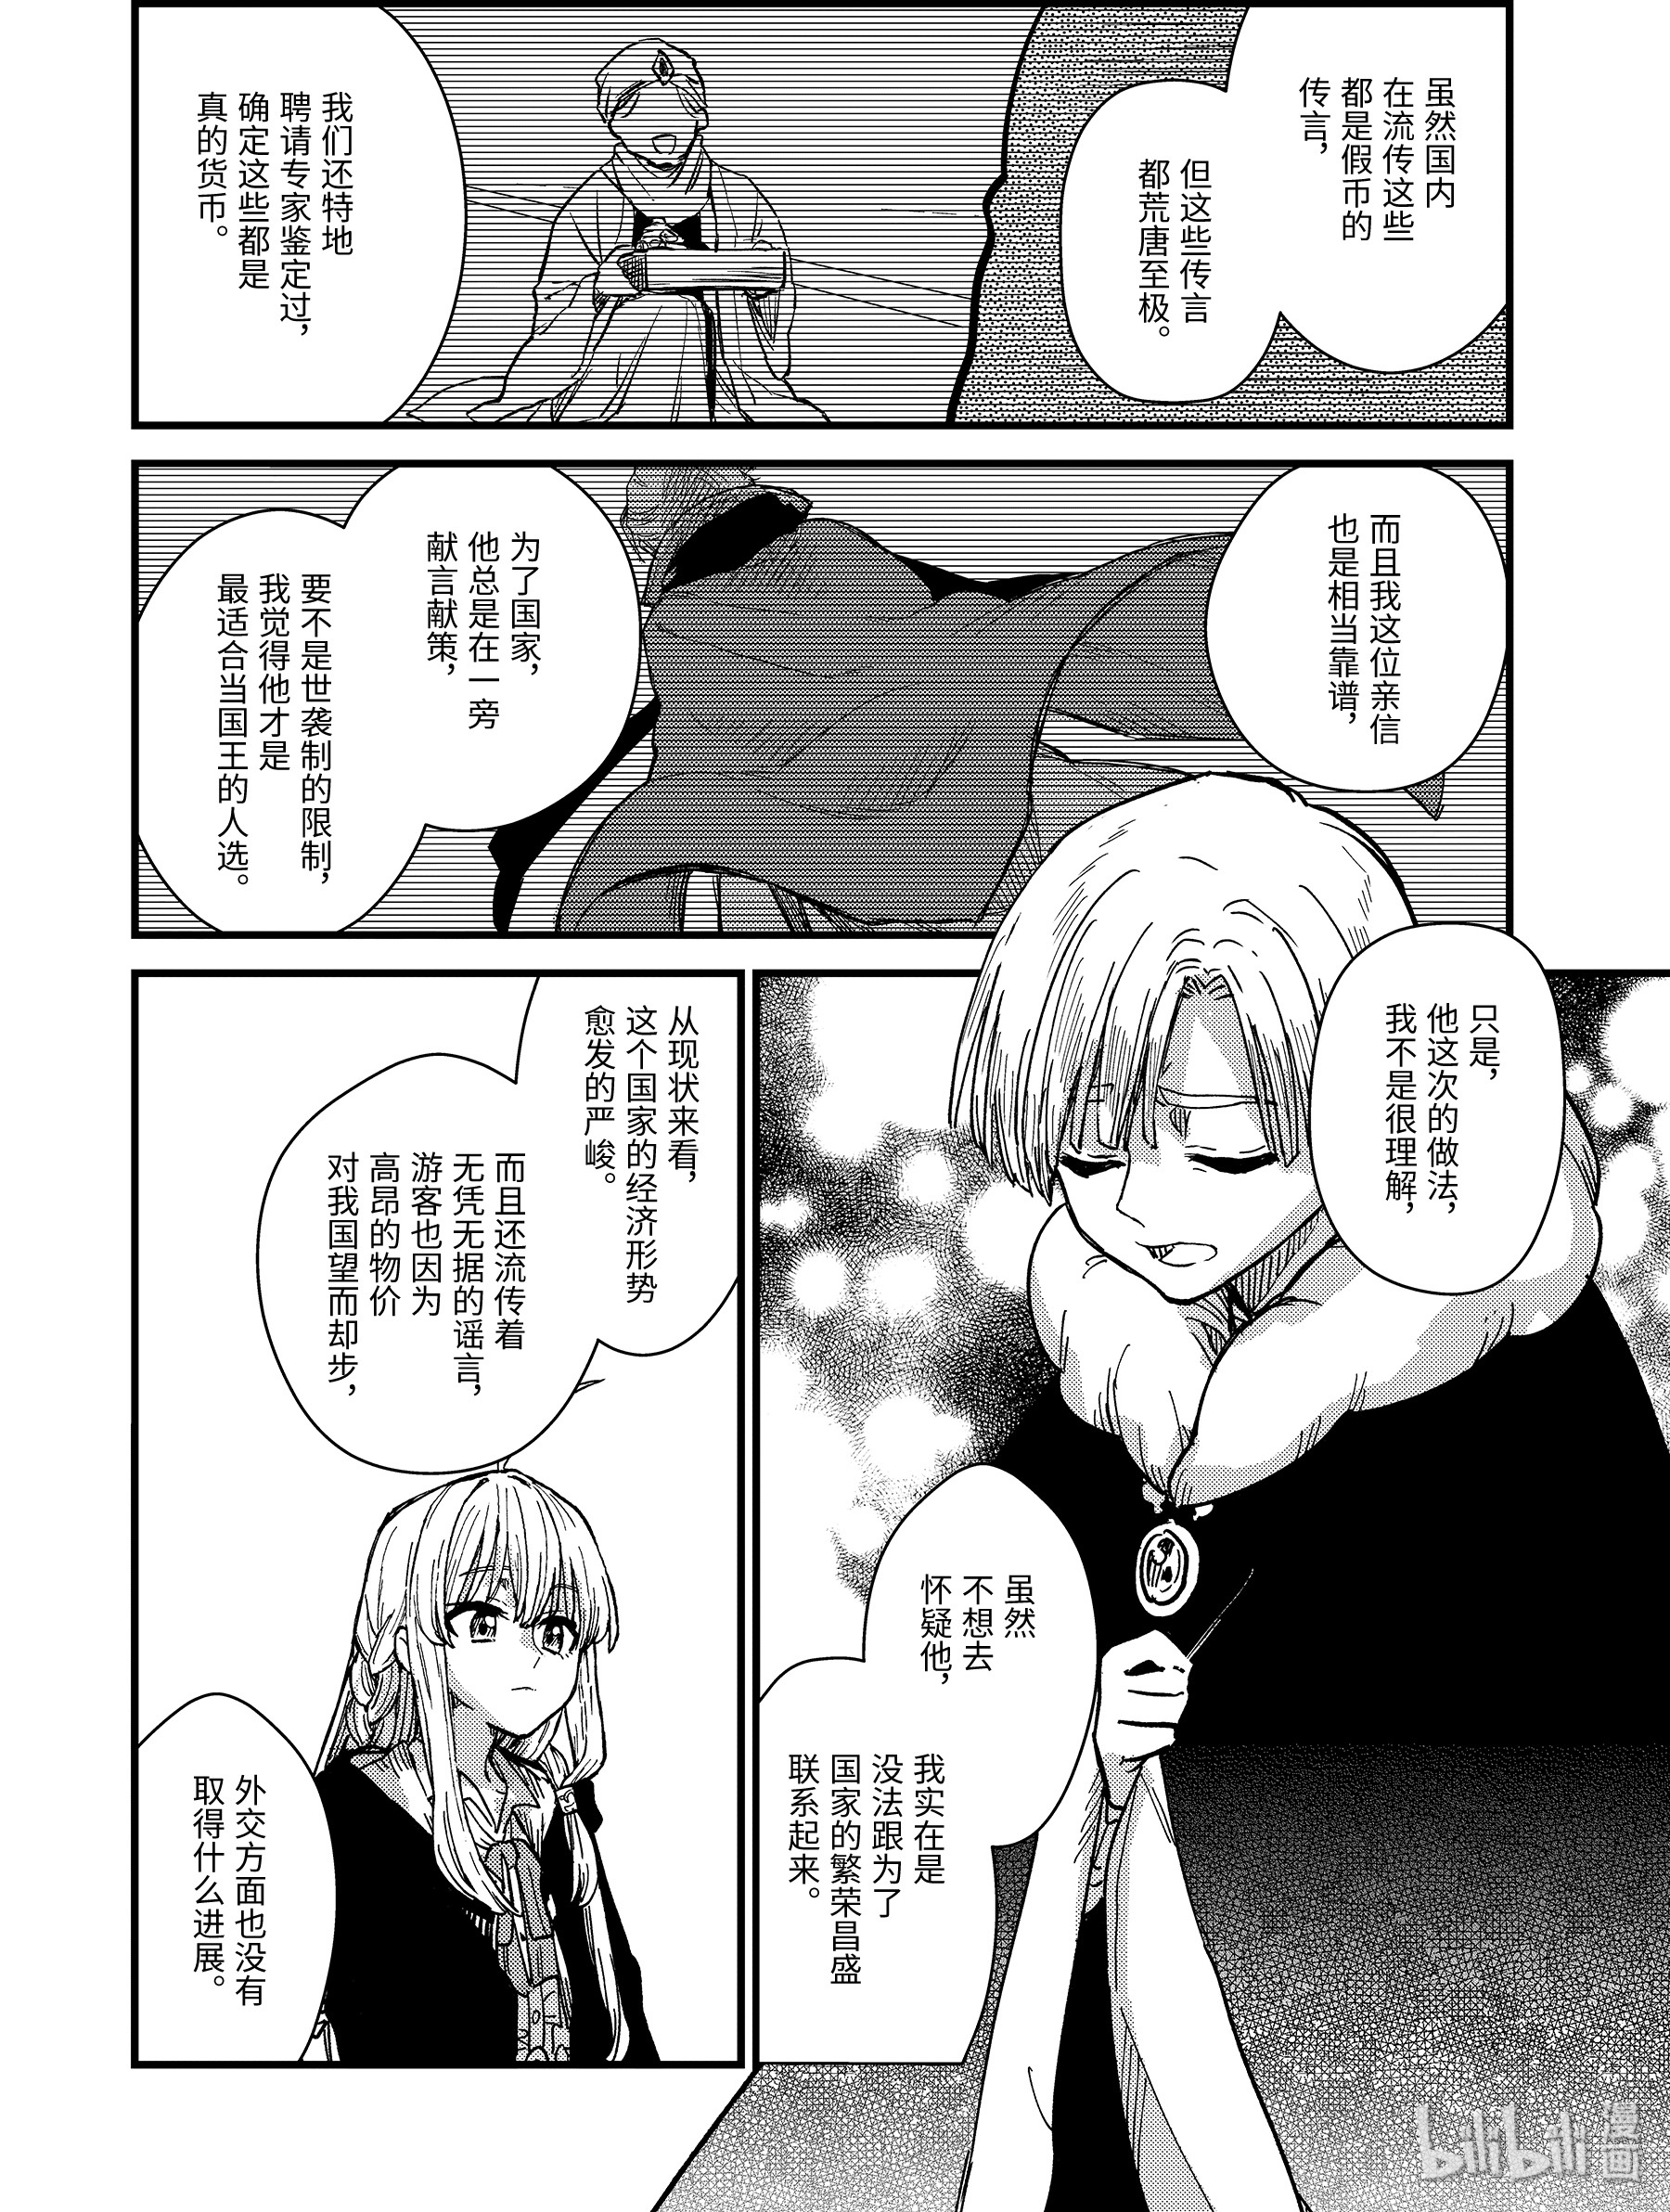 虽然国内
在流传这些
都是假币的
传言，
但这些传言
都荒唐至极。
我们还特地
聘请专家鉴定过，
确定这些都是
真的货币。
而且我这位亲信
也是相当靠谱，
为了国家，
他总是在一旁
献言献策，
要不是世袭制的限制，
我觉得他才是
最适合当国王的人选。
只是，
他这次的做法，
我不是很理解，
虽然
不想去
怀疑他，
我实在是
没法跟为了
国家的繁荣昌盛
联系起来。
从现状来看，
这个国家的经济形势
愈发的严峻。
而且还流传着
无凭无据的谣言，
游客也因为
高昂的物价
对我国望而却步，
外交方面也没有
取得什么进展。
bilibili 漫画